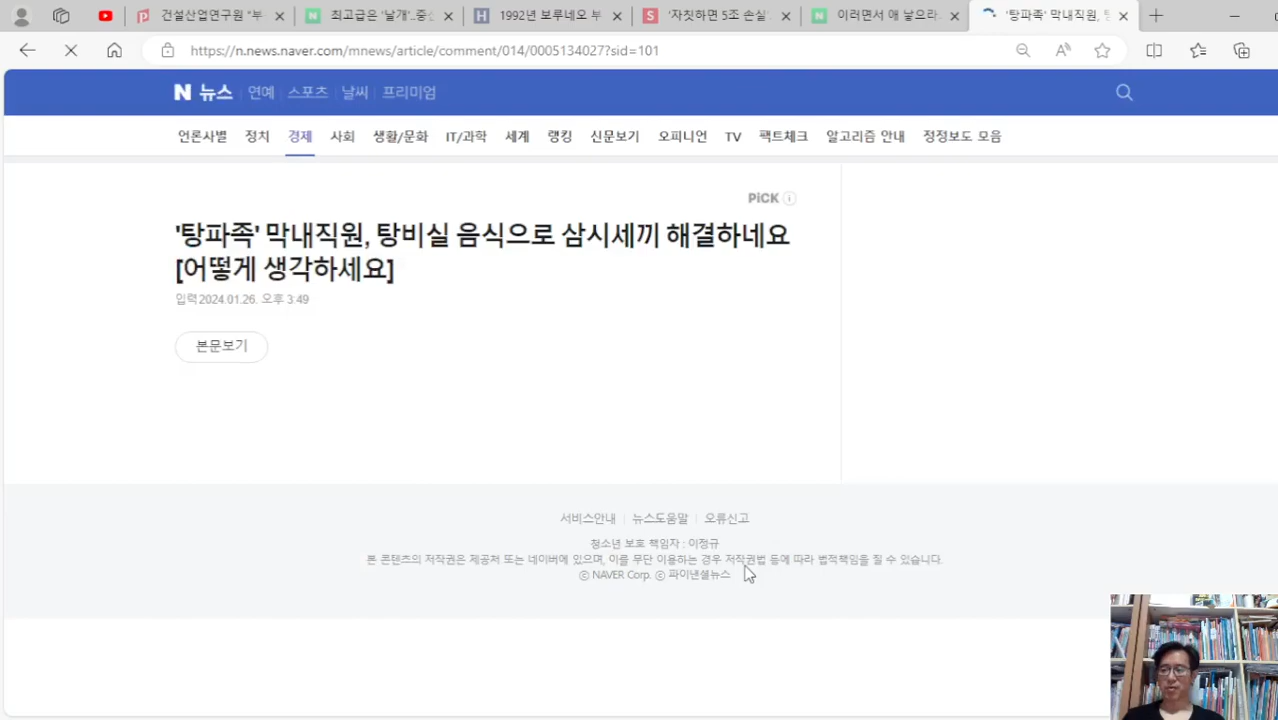 건설산업연구원 "부
최고급은 '날개'..중신
1992년 보루네오 부
'자칫하면 5조 손실'
이러면서 애 낳으라
'탕파족' 막내직원, 탕
https://n.news.naver.com/mnews/article/comment/014/0005134027?sid=101
N 뉴스 연예 스포츠 날씨 프리미엄
언론사별 정치 경제 사회 생활/문화 IT/과학 세계 랭킹 신문보기 오피니언 TV 팩트체크 알고리즘 안내 정정보도 모음
PiCK
'탕파족' 막내직원, 탕비실 음식으로 삼시세끼 해결하네요
[어떻게 생각하세요]
입력 2024.01.26. 오후 3:49
본문보기
서비스안내 뉴스도움말 오류신고
청소년 보호 책임자 : 이정규
본 콘텐츠의 저작권은 제공처 또는 네이버에 있으며, 이를 무단 이용하는 경우 저작권법 등에 따라 법적책임을 질 수 있습니다.
ⓒ NAVER Corp. ⓒ 파이낸셜뉴스